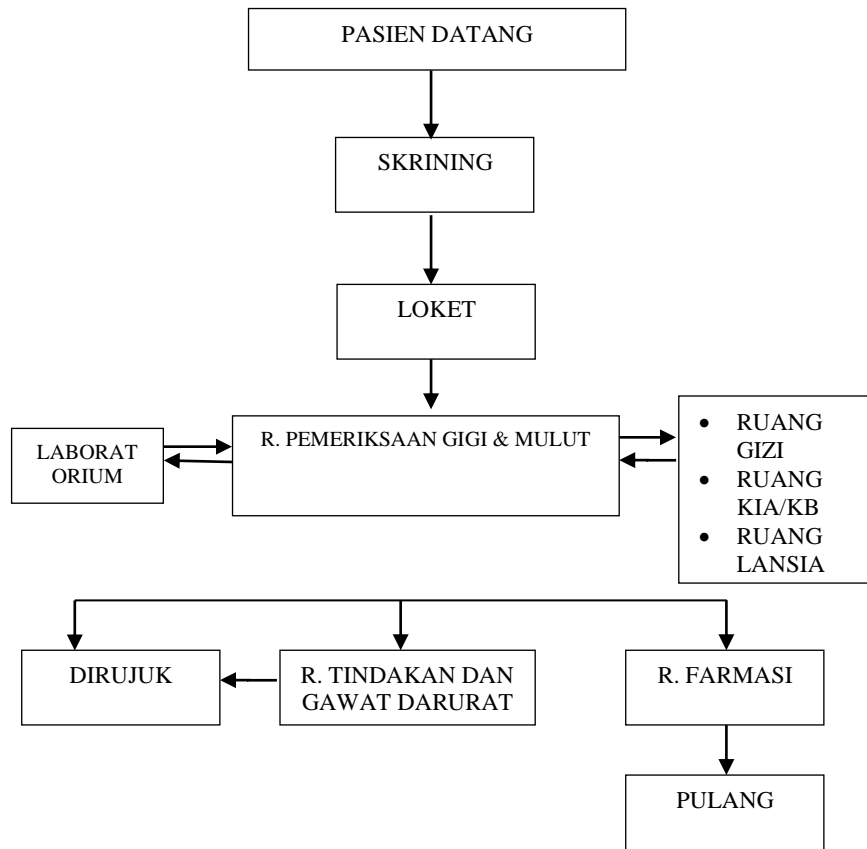 PASIEN DATANG
SKRINING
LOKET
LABORAT
ORIUM
R. PEMERIKSAAN GIGI & MULUT
• RUANG
GIZI
• RUANG
KIA/KB
• RUANG
LANSIA
DIRUJUK
R. TINDAKAN DAN
GAWAT DARURAT
R. FARMASI
PULANG